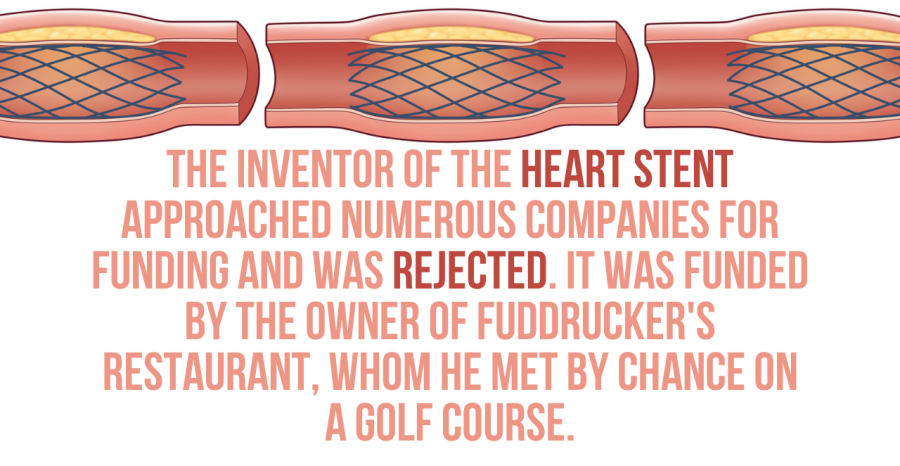 THE INVENTOR OF THE HEART STENT
APPROACHED NUMEROUS COMPANIES FOR
FUNDING AND WAS REJECTED. IT WAS FUNDED
BY THE OWNER OF FUDDRUCKER'S
RESTAURANT, WHOM HE MET BY CHANCE ON
A GOLF COURSE.